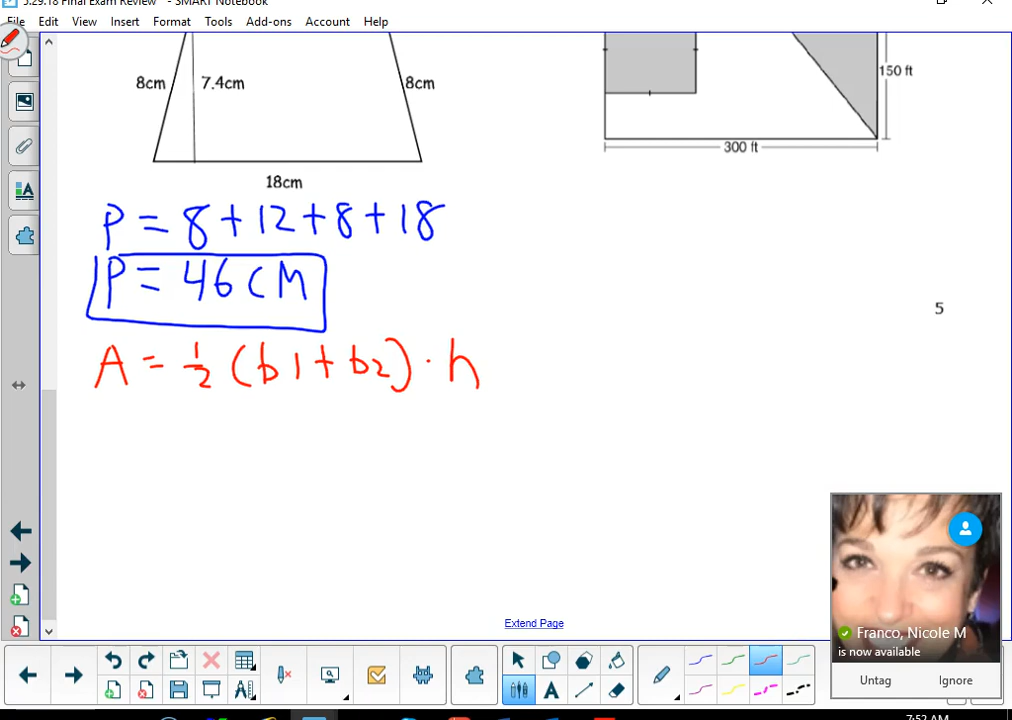 5.29.18 Final Exam Review - SMART Notebook
File Edit View Insert Format Tools Add-ons Account Help
8cm
7.4cm
8cm
18cm
150 ft
300 ft
P = 8 + 12 + 8 + 18
P = 46 cm
A = 1/2 (b1 + b2) · h
5
Extend Page
Franco, Nicole M
is now available
Untag Ignore
7:52 AM